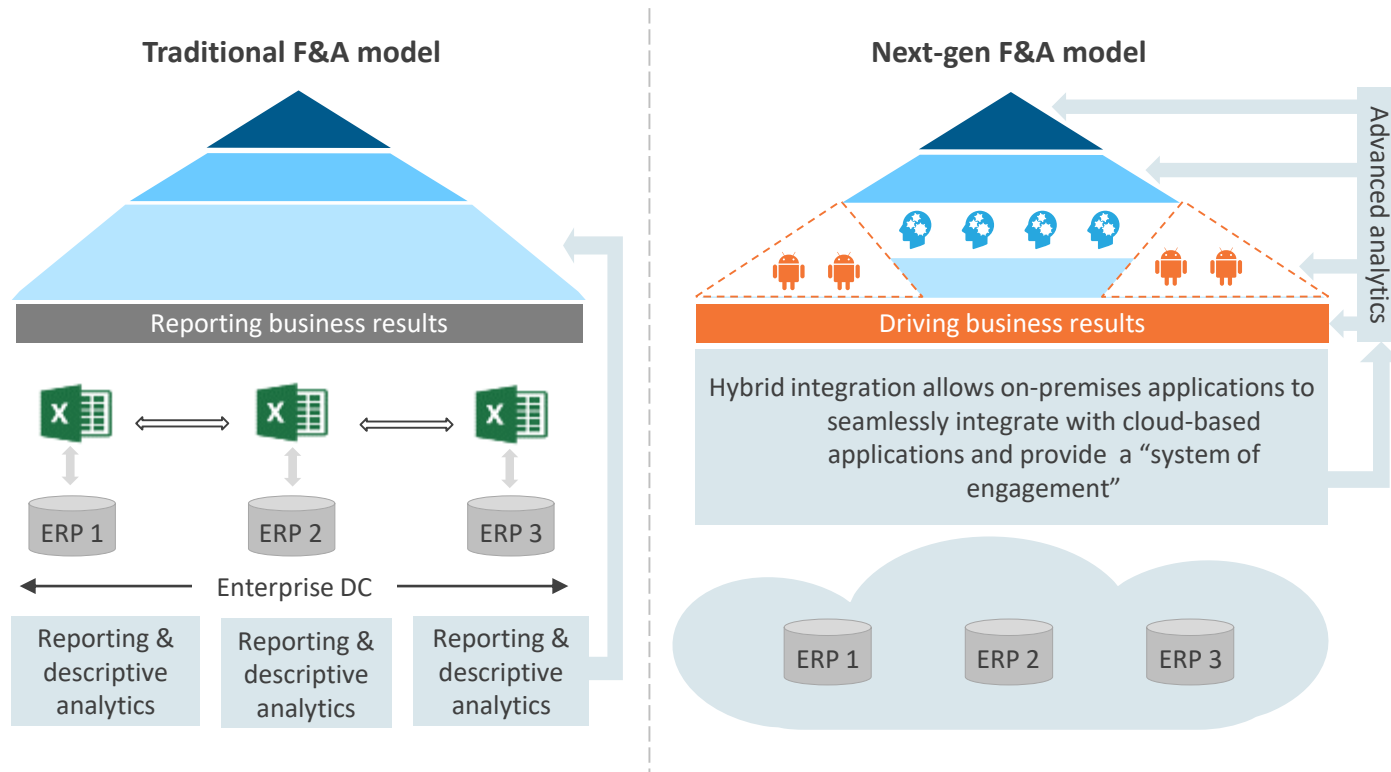 Traditional F&A model
Reporting business results
X
X
X
ERP 1
ERP 2
ERP 3
Enterprise DC
Reporting &
descriptive
analytics
Reporting &
descriptive
analytics
Reporting &
descriptive
analytics
Next-gen F&A model
Advanced analytics
Driving business results
Hybrid integration allows on-premises applications to
seamlessly integrate with cloud-based
applications and provide a “system of
engagement”
ERP 1
ERP 2
ERP 3